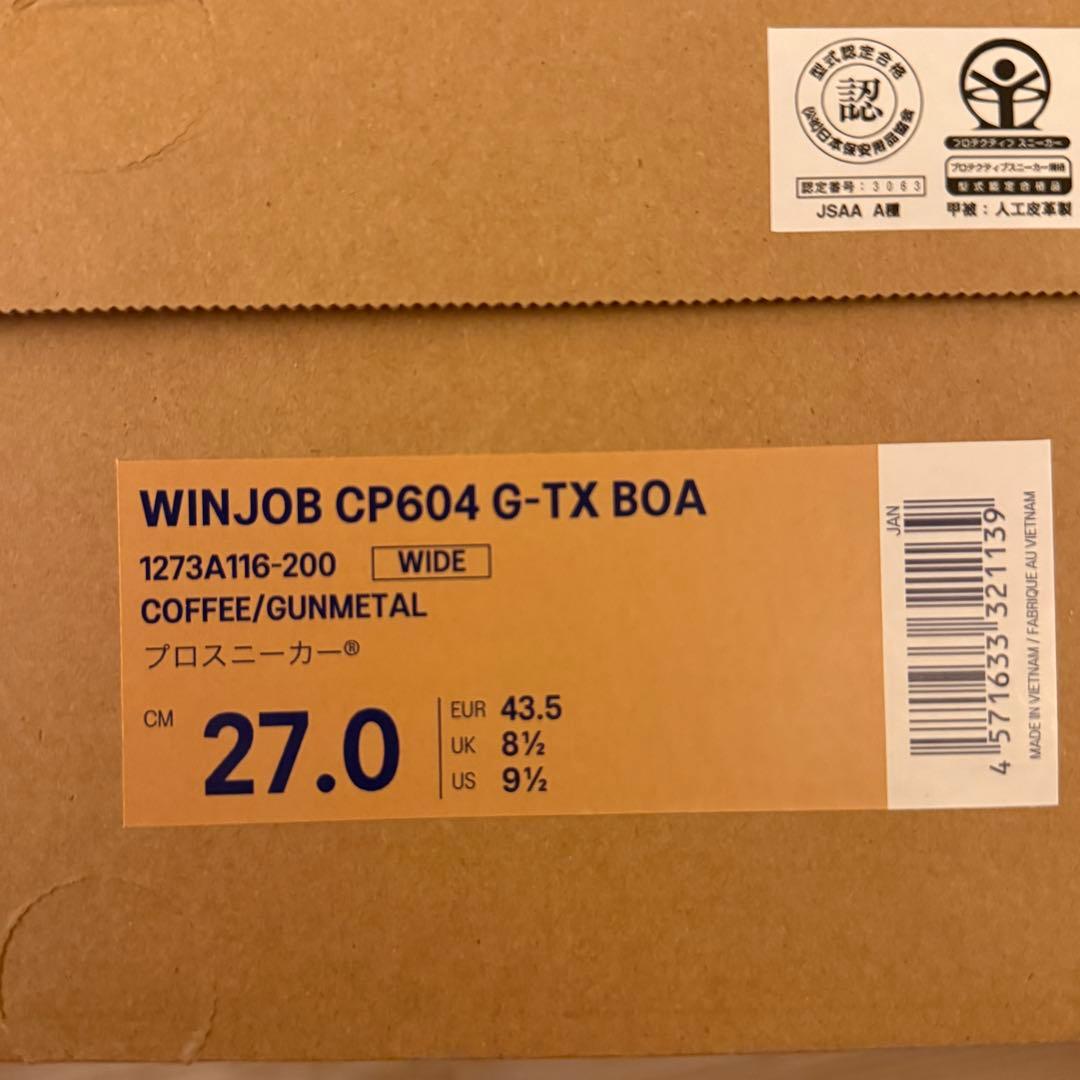 型式認定合格
認
(公社)日本保安用品協会
認定番号：3063
JSAA A種
プロテクティブ スニーカー
プロテクティブスニーカー規格
型式認定合格品
甲被：人工皮革製
WINJOB CP604 G-TX BOA
1273A116-200 WIDE
COFFEE/GUNMETAL
プロスニーカー®
CM 27.0
EUR 43.5
UK 8½
US 9½
JAN
4571633321139
MADE IN VIETNAM / FABRIQUE AU VIETNAM